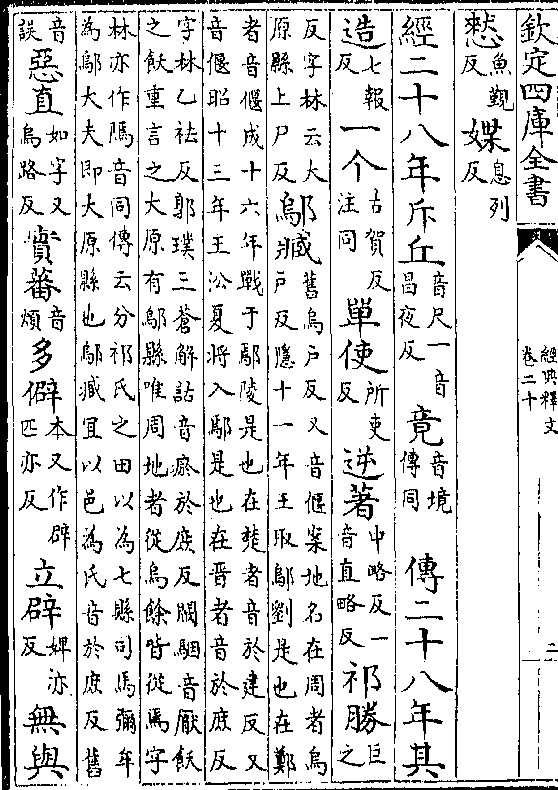 欽定四庫全書
經典釋文
卷二十
二
憖魚覲反媟息列反
經二十八年斥丘音尺一音昌夜反竟音境傳同傳二十八年其
造七報反一个古賀反注同單使所吏反逆著中略反一音直略反祁勝巨之
反字林云大原縣上尸反鄔臧舊烏戶反又音偃案地名在周者烏戶反隱十一年王取鄔劉是也在鄭
者音偃成十六年戰于鄢陵是也在楚者音於建反又
音偃昭十三年王沿夏將入鄢是也在晉者音於庶反
字林乙袪反郭璞三蒼解詁音瘀於庶反闞駰音厭飫
之飫重言之大原有鄔縣唯周地者從烏餘皆從焉字
林亦作隖音同傳云分祁氏之田以為七縣司馬彌牟
為鄔大夫即大原縣也鄔臧宜以邑為氏音於庶反舊
音誤惡直如字又烏路反實蕃音煩多僻本又作辟匹亦反立辟婢亦反無與